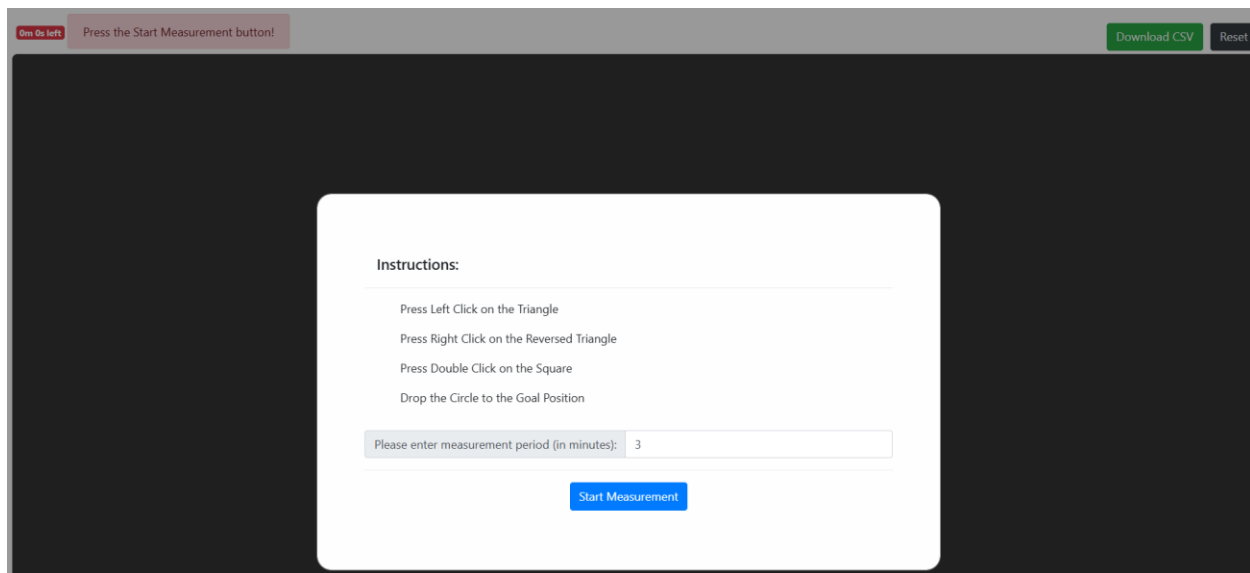 0m 0s left
Press the Start Measurement button!
Download CSV
Reset
Instructions:
Press Left Click on the Triangle
Press Right Click on the Reversed Triangle
Press Double Click on the Square
Drop the Circle to the Goal Position
Please enter measurement period (in minutes): 3
Start Measurement